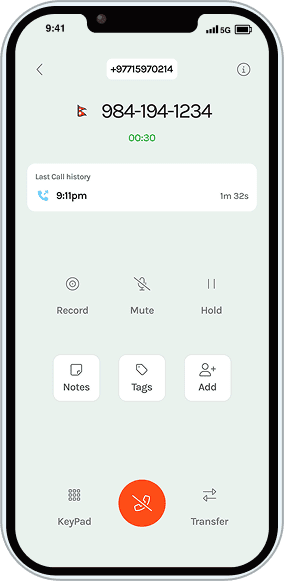 9:41
5G
+97715970214
984-194-1234
00:30
Last Call history
9:11pm 1m 32s
Record Mute Hold
Notes Tags Add
KeyPad Transfer